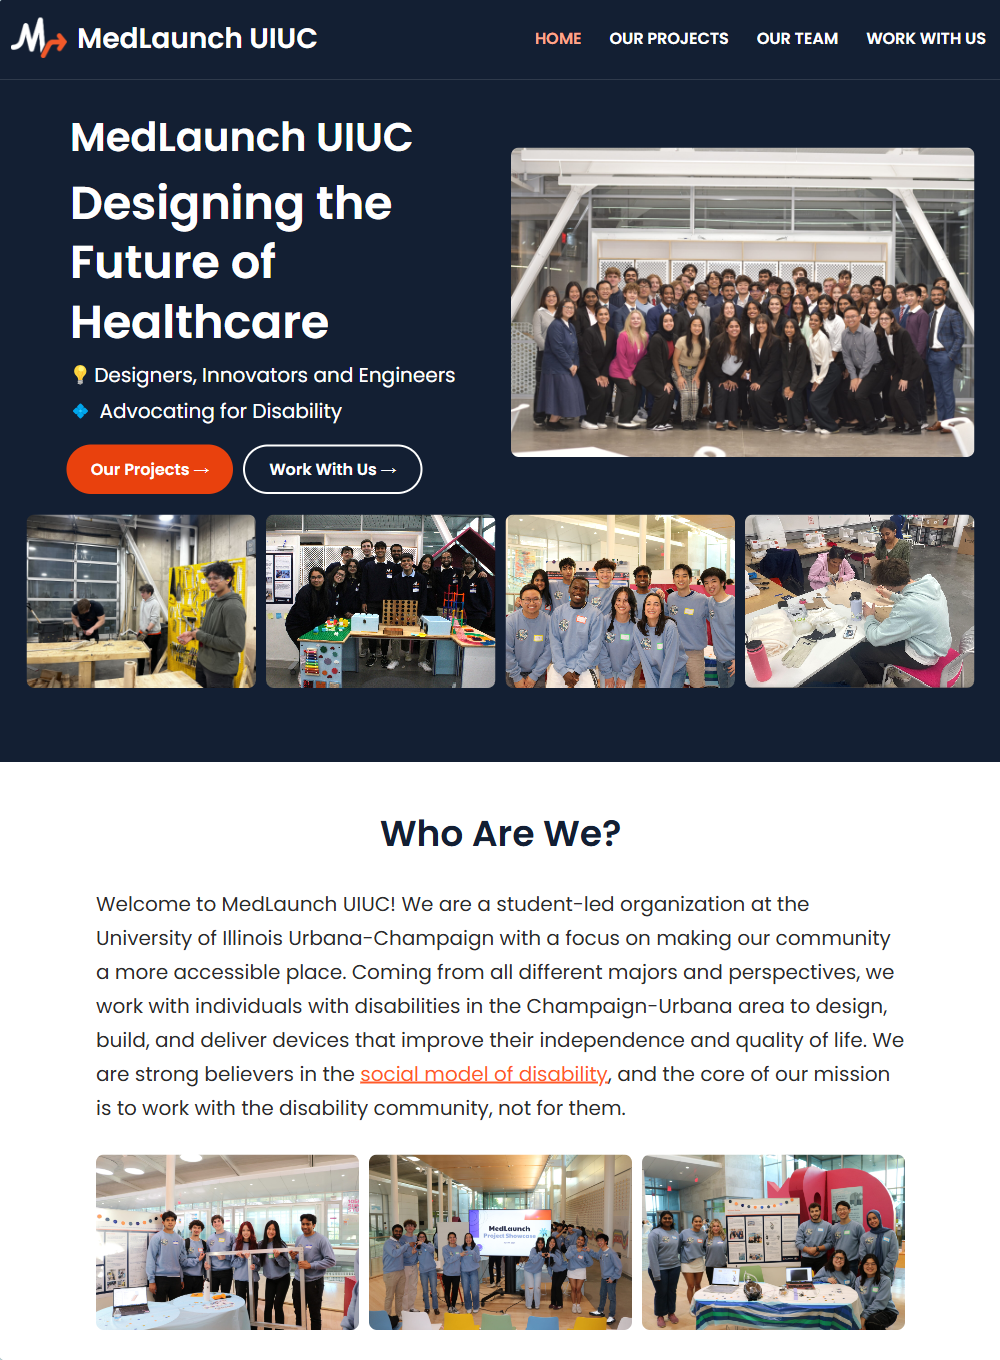 MedLaunch UIUC
HOME OUR PROJECTS OUR TEAM WORK WITH US
MedLaunch UIUC
Designing the
Future of
Healthcare
💡 Designers, Innovators and Engineers
💠 Advocating for Disability
Our Projects →
Work With Us →
Who Are We?
Welcome to MedLaunch UIUC! We are a student-led organization at the
University of Illinois Urbana-Champaign with a focus on making our community
a more accessible place. Coming from all different majors and perspectives, we
work with individuals with disabilities in the Champaign-Urbana area to design,
build, and deliver devices that improve their independence and quality of life. We
are strong believers in the social model of disability, and the core of our mission
is to work with the disability community, not for them.
MedLaunch
Project Showcase